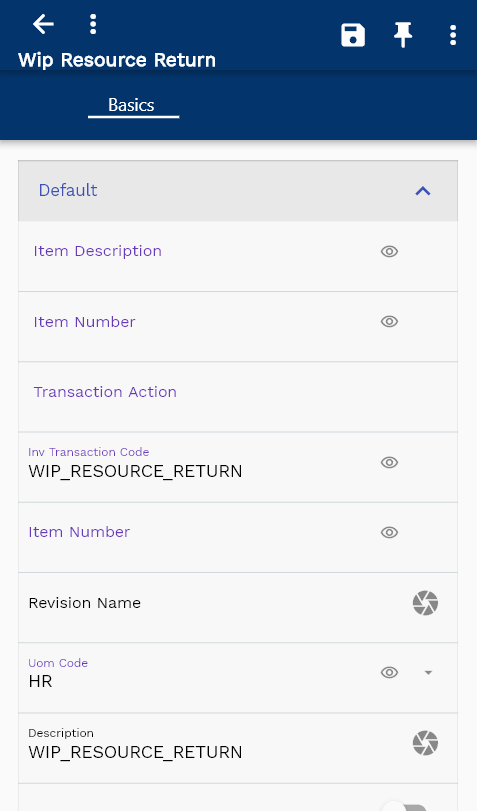 Wip Resource Return
Basics
Default
Item Description
Item Number
Transaction Action
Inv Transaction Code
WIP_RESOURCE_RETURN
Item Number
Revision Name
Uom Code
HR
Description
WIP_RESOURCE_RETURN